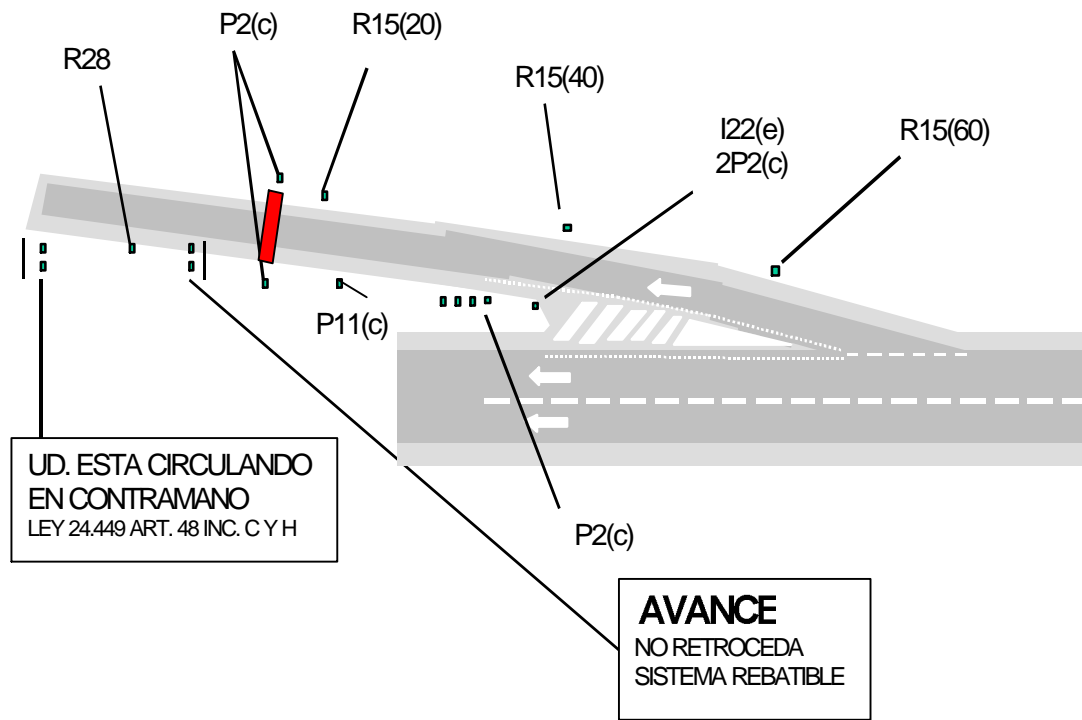 P2(c)
R15(20)
R28
R15(40)
I22(e)
2P2(c)
R15(60)
P11(c)
UD. ESTA CIRCULANDO
EN CONTRAMANO
LEY 24.449 ART. 48 INC. C Y H
P2(c)
AVANCE
NO RETROCEDA
SISTEMA REBATIBLE